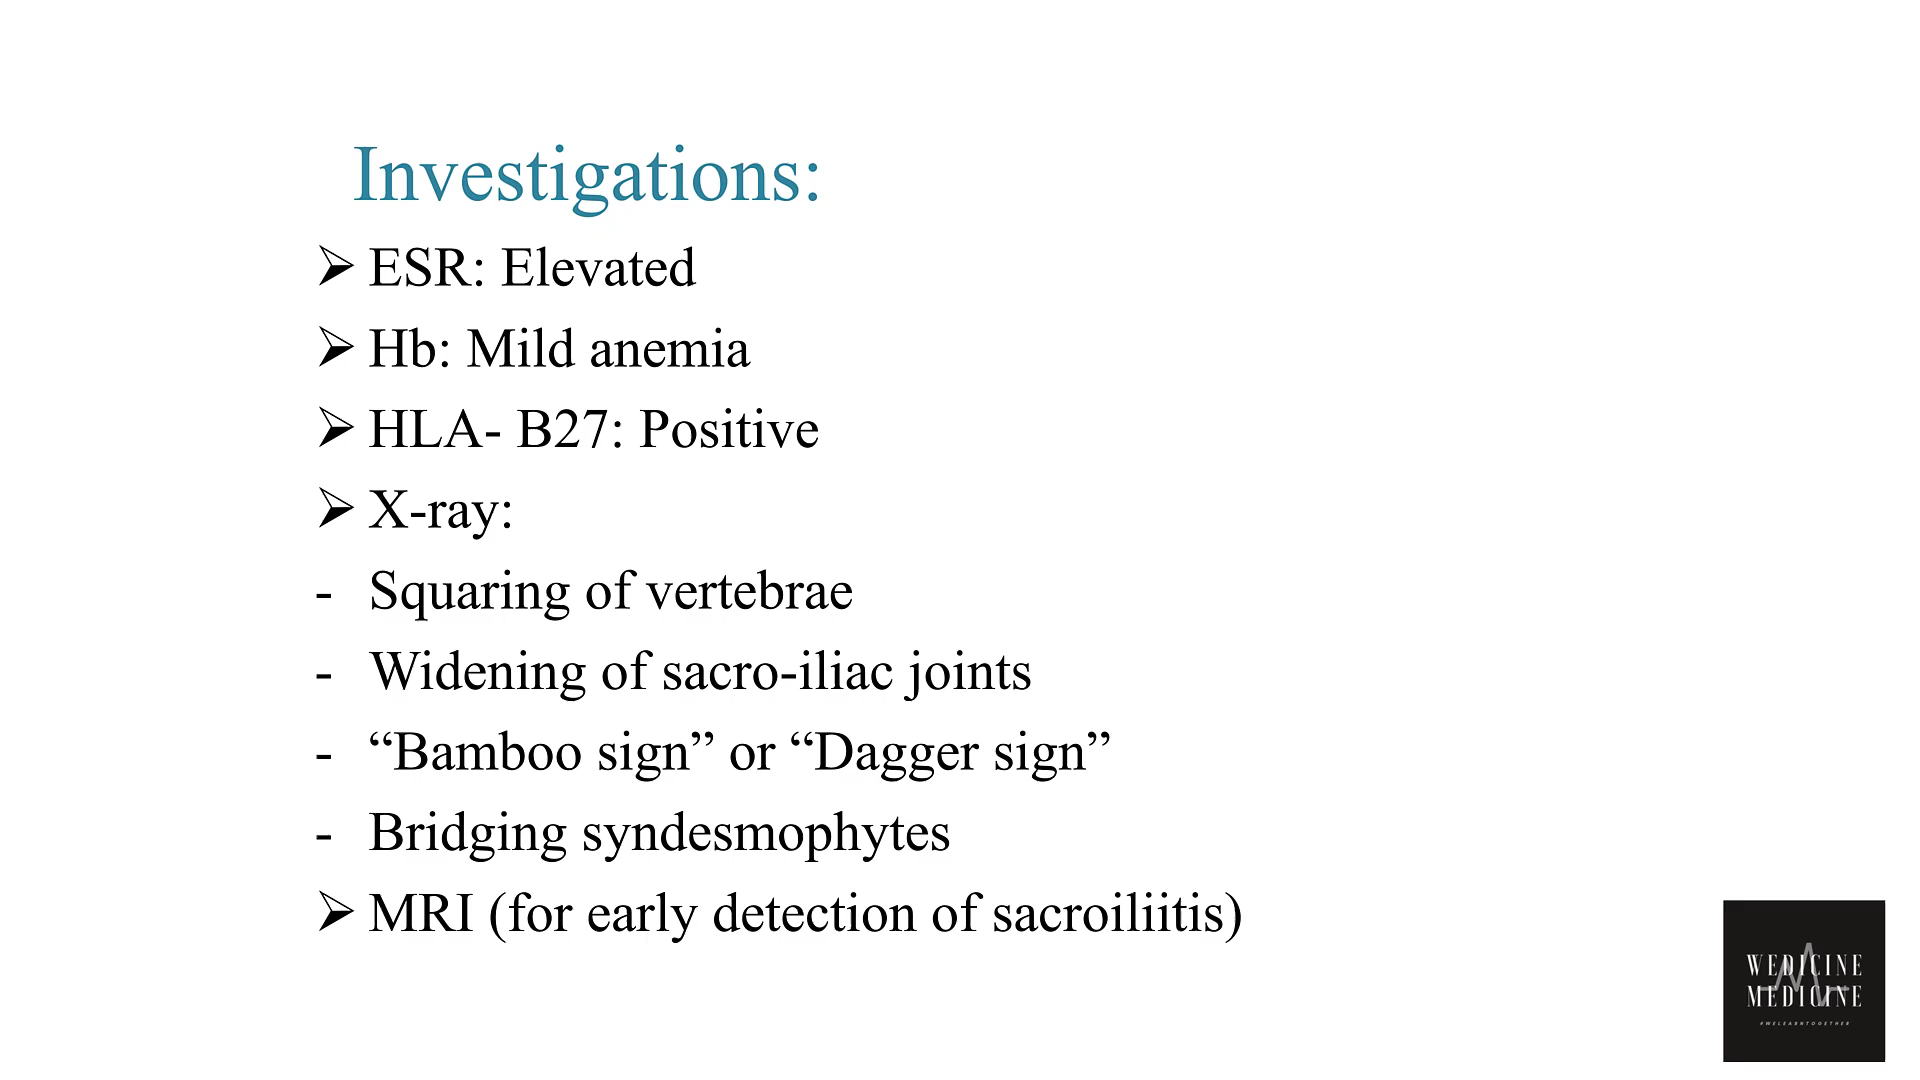 Investigations:
➢ ESR: Elevated
➢ Hb: Mild anemia
➢ HLA- B27: Positive
➢ X-ray:
- Squaring of vertebrae
- Widening of sacro-iliac joints
- “Bamboo sign” or “Dagger sign”
- Bridging syndesmophytes
➢ MRI (for early detection of sacroiliitis)
WEDICINE
MEDICINE
#WELEARNTOGETHER